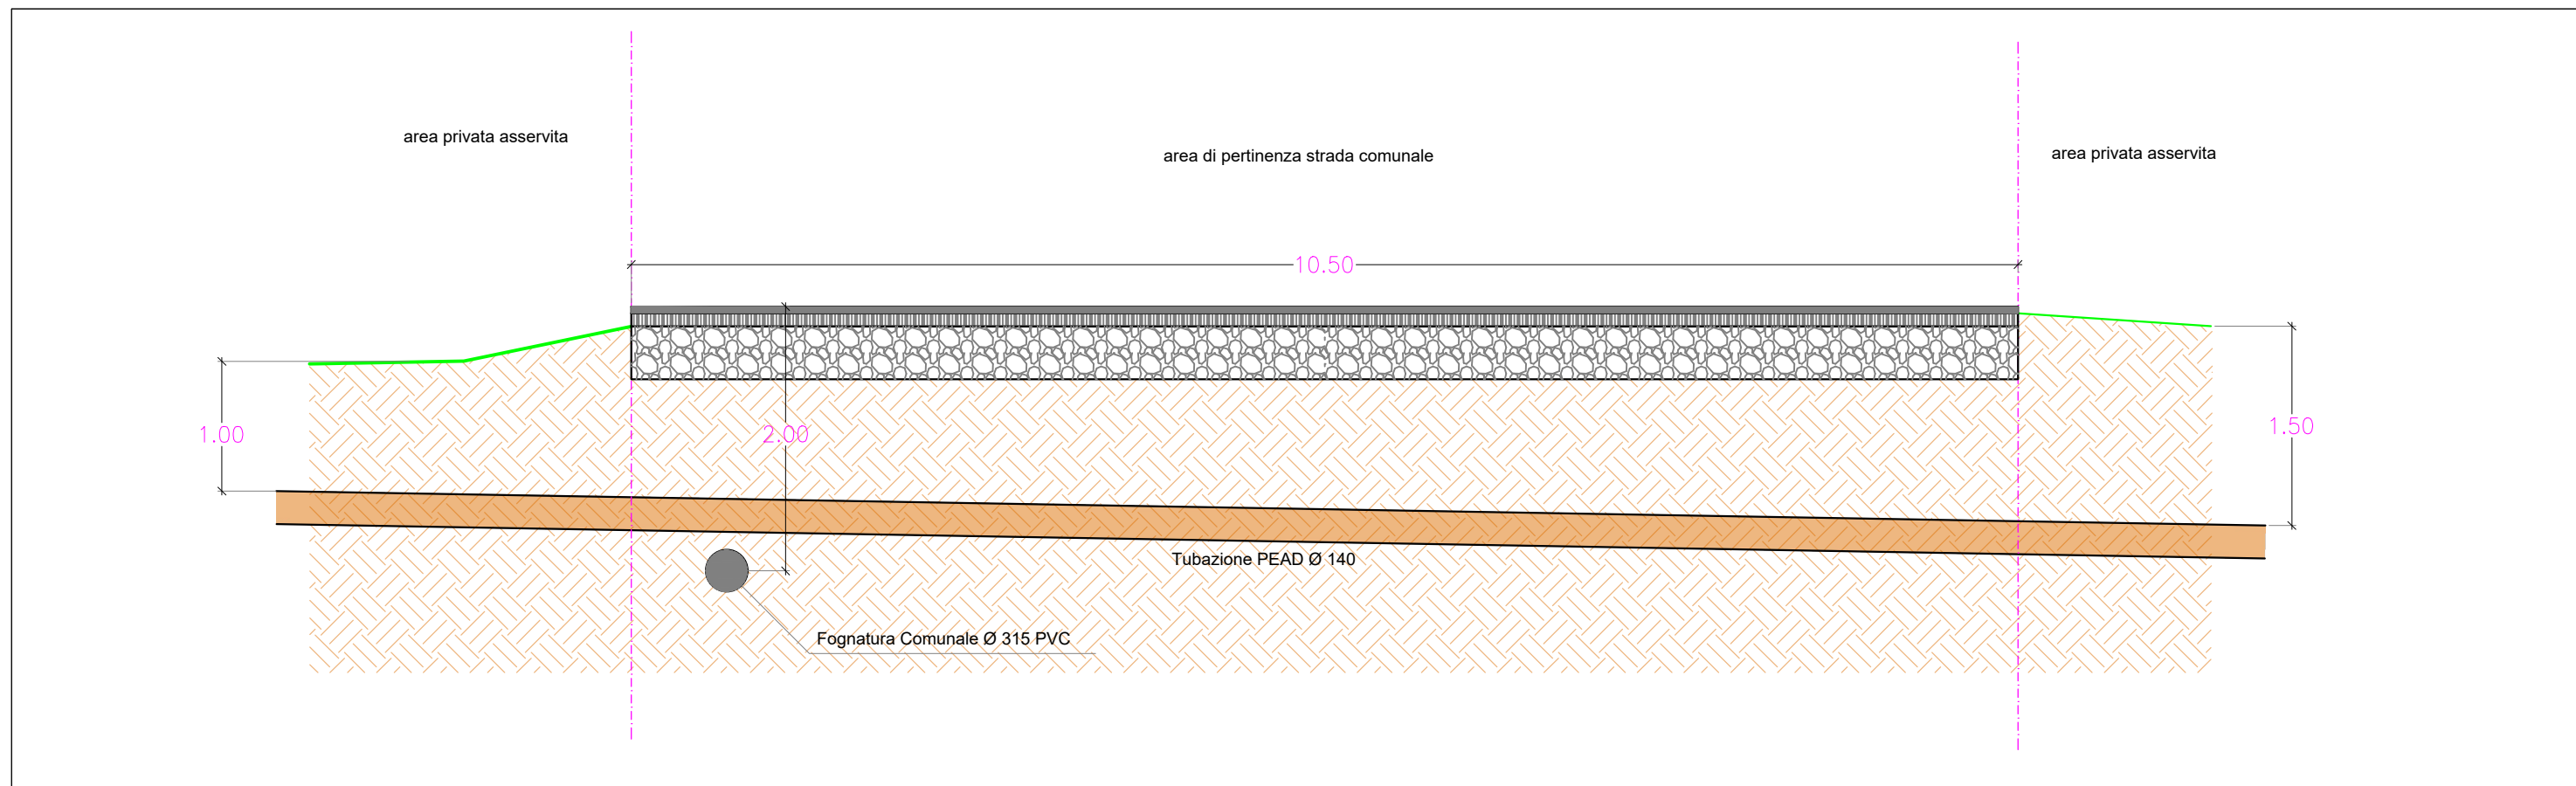 area privata asservita
area di pertinenza strada comunale
area privata asservita
10.50
1.00
2.00
1.50
Tubazione PEAD Ø 140
Fognatura Comunale Ø 315 PVC